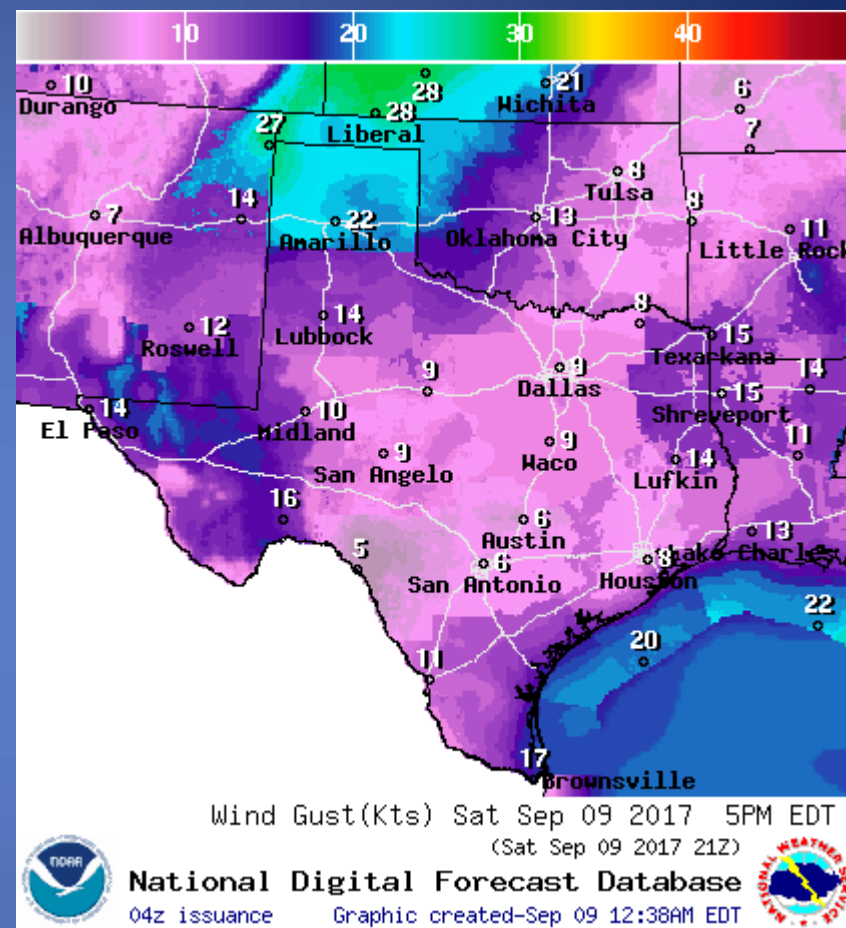 10 20 30 40
10 28 21 6
Durango 28 Wichita
27 Liberal 7
8
Tulsa
7 14 22 13 8 11
Albuquerque Amarillo Oklahoma City Little Rock
12 14 8 15
Roswell Lubbock Texarkana
9 9 14
Dallas 15
14 10 Shreveport
El Paso Midland
9 9 14 11
San Angelo Waco Lufkin
16 6 13
Austin Lake Charles
5 6 8
San Antonio Houston
22
11 20
17
Brownsville
Wind Gust(Kts) Sat Sep 09 2017 5PM EDT
(Sat Sep 09 2017 21Z)
National Digital Forecast Database
04z issuance Graphic created-Sep 09 12:38AM EDT
NOAA
NATIONAL WEATHER SERVICE